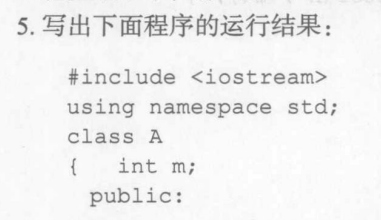 5. 写出下面程序的运行结果：
#include <iostream>
using namespace std;
class A
{   int m;
public: